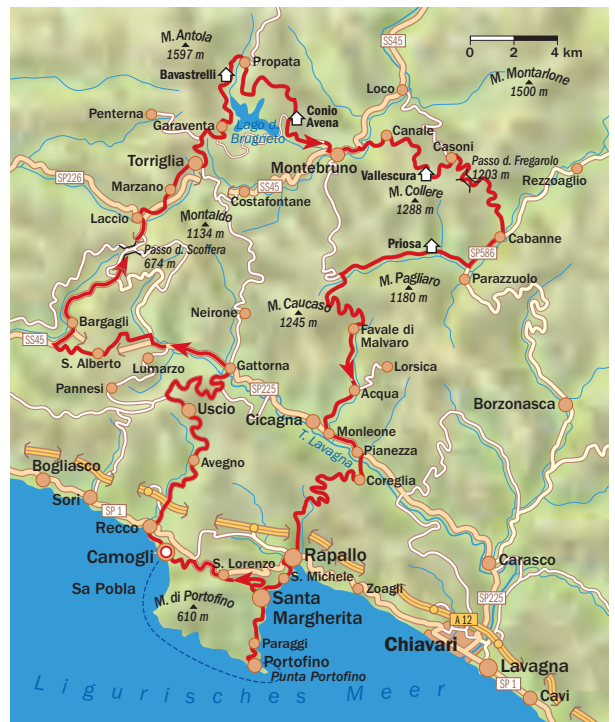 M. Antola
1597 m
Bavastrelli
Propata
SS45
0 2 4 km
M. Montarlone
1500 m
Loco
Penterna
Garaventa
Lago d.
Brugneto
Conio
Avena
Canale
Casoni
Passo d. Fregarolo
1203 m
Rezzoaglio
Torriglia
Montebruno
Vallescura
M. Collere
1288 m
SP226
Marzano
SS45
Costafontane
Laccio
Montaldo
1134 m
Priosa
Cabanne
SP586
Passo d. Scoffera
674 m
Parazzuolo
M. Pagliaro
1180 m
M. Caucaso
1245 m
Neirone
Bargagli
Favale di
Malvaro
SS45
S. Alberto
Lumarzo
Gattorna
Lorsica
Pannesi
SP225
Acqua
Uscio
Cicagna
Borzonasca
T. Lavagna
Monleone
Pianezza
Avegno
Coreglia
Bogliasco
Sori
SP 1
Recco
Camogli
Rapallo
Carasco
S. Lorenzo
S. Michele
Sa Pobla
M. di Portofino
610 m
Santa
Margherita
Zoagli
SP225
A 12
Chiavari
Paraggi
Portofino
Punta Portofino
Lavagna
SP 1
Cavi
Ligurisches Meer